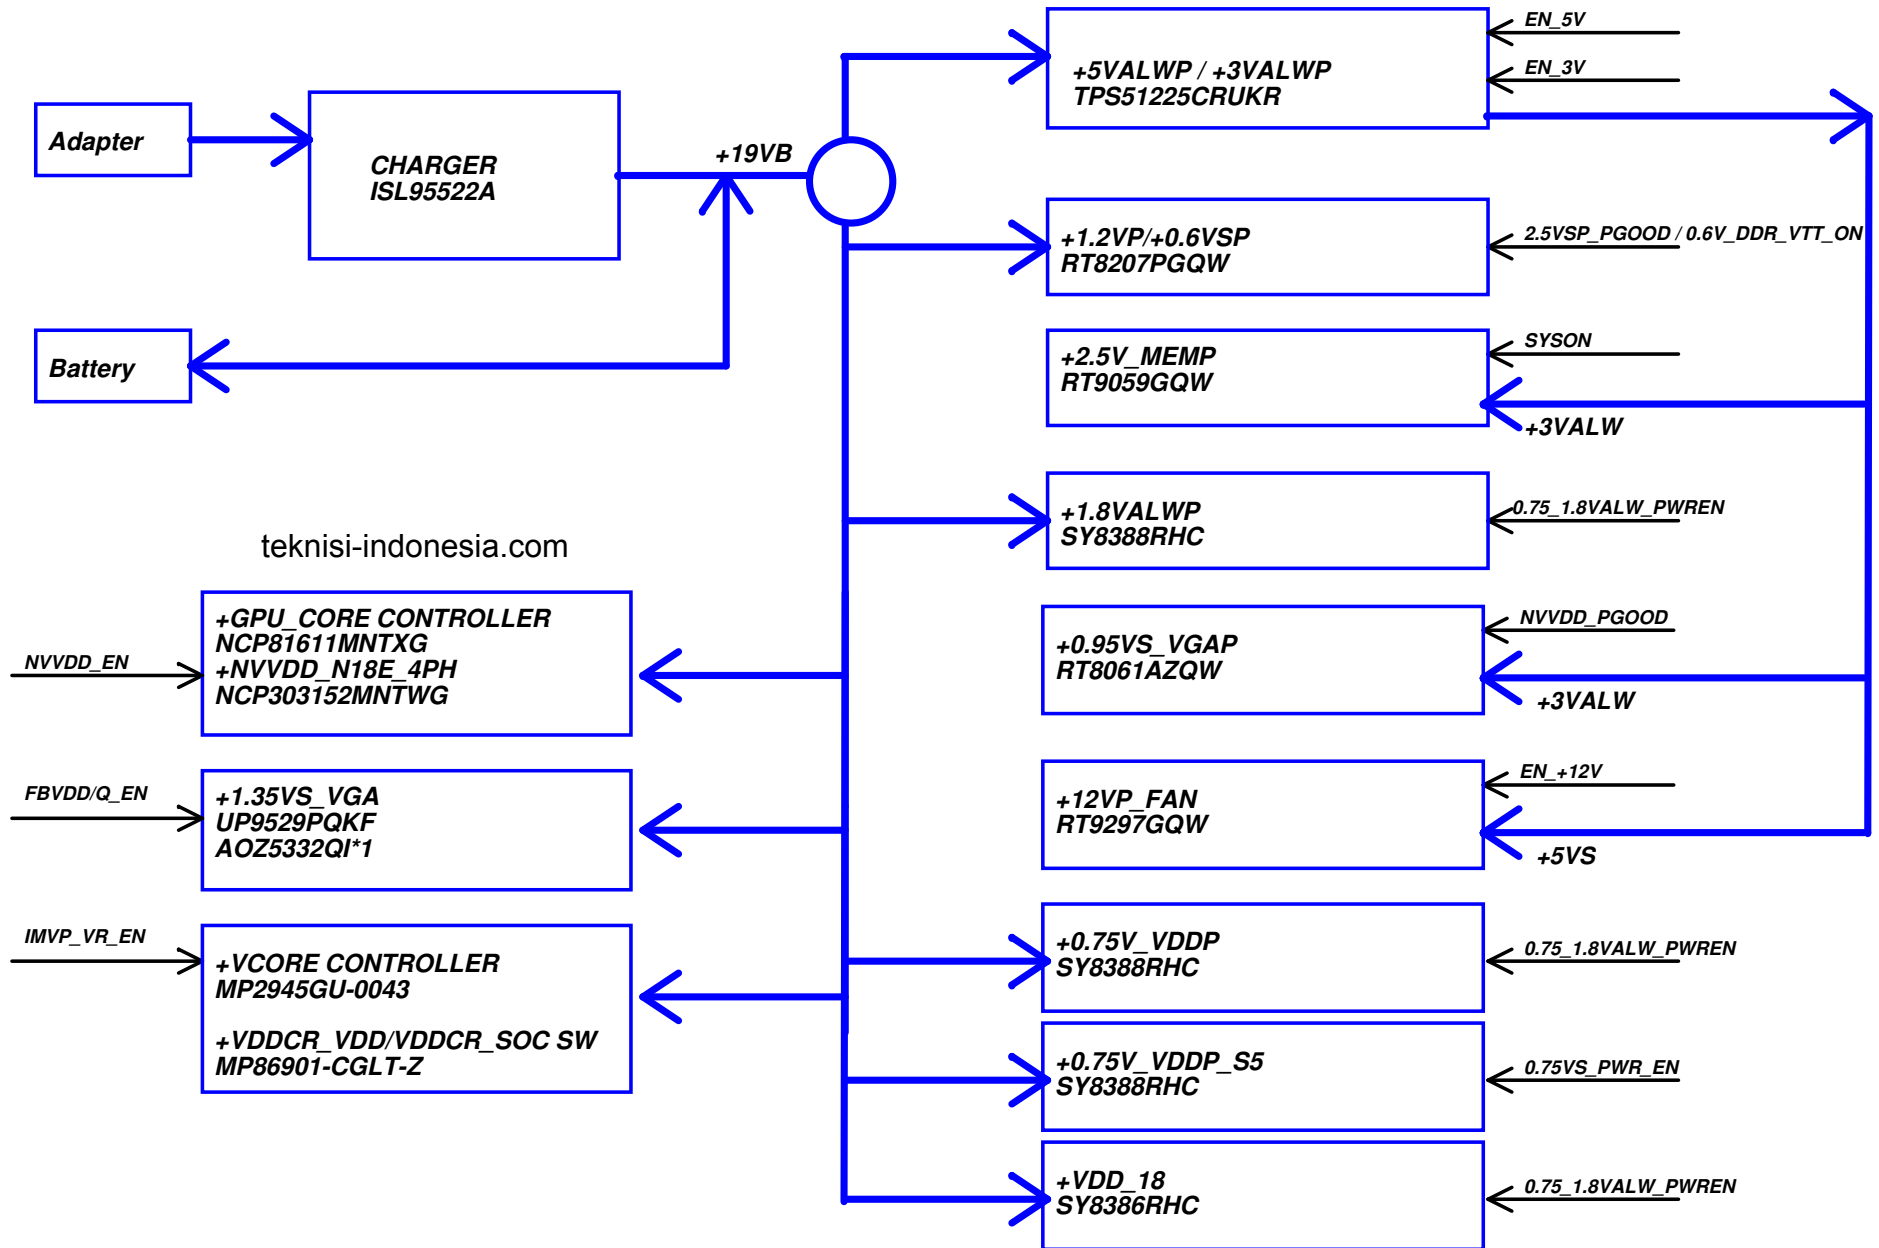 EN_5V
+5VALWP / +3VALWP
TPS51225CRUKR
EN_3V
Adapter
CHARGER
ISL95522A
+19VB
+1.2VP/+0.6VSP
RT8207PGQW
2.5VSP_PGOOD / 0.6V_DDR_VTT_ON
Battery
+2.5V_MEMP
RT9059GQW
SYSON
+3VALW
+1.8VALWP
SY8388RHC
0.75_1.8VALW_PWREN
teknisi-indonesia.com
NVVDD_EN
+GPU_CORE CONTROLLER
NCP81611MNTXG
+NVVDD_N18E_4PH
NCP303152MNTWG
+0.95VS_VGAP
RT8061AZQW
NVVDD_PGOOD
+3VALW
FBVDD/Q_EN
+1.35VS_VGA
UP9529PQKF
AOZ5332QI*1
+12VP_FAN
RT9297GQW
EN_+12V
+5VS
IMVP_VR_EN
+VCORE CONTROLLER
MP2945GU-0043
+VDDCR_VDD/VDDCR_SOC SW
MP86901-CGLT-Z
+0.75V_VDDP
SY8388RHC
0.75_1.8VALW_PWREN
+0.75V_VDDP_S5
SY8388RHC
0.75VS_PWR_EN
+VDD_18
SY8386RHC
0.75_1.8VALW_PWREN